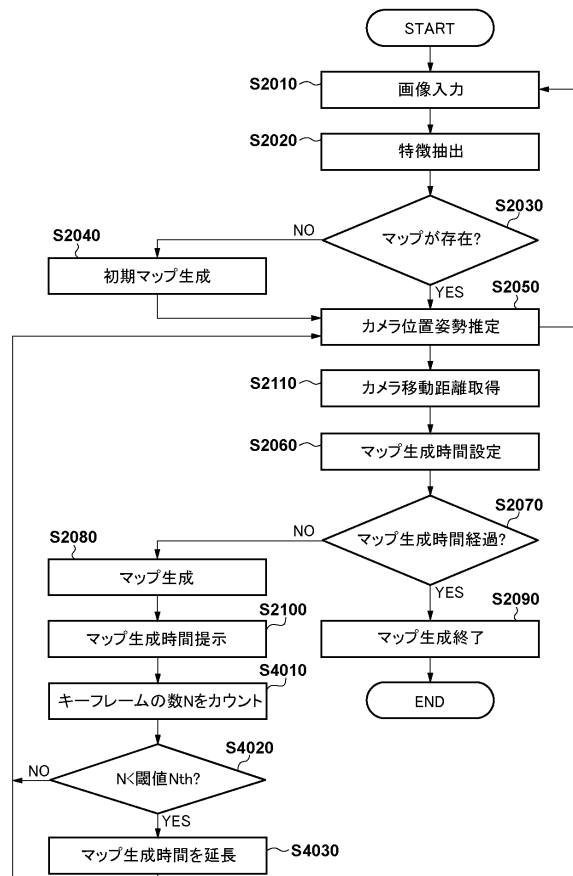 START
S2010
画像入力
S2020
特徴抽出
S2030
マップが存在?
NO
YES
S2040
初期マップ生成
S2050
カメラ位置姿勢推定
S2110
カメラ移動距離取得
S2060
マップ生成時間設定
S2070
マップ生成時間経過?
NO
YES
S2080
マップ生成
S2090
マップ生成終了
S2100
マップ生成時間提示
END
S4010
キーフレームの数Nをカウント
S4020
N<閾値Nth?
NO
YES
マップ生成時間を延長
S4030